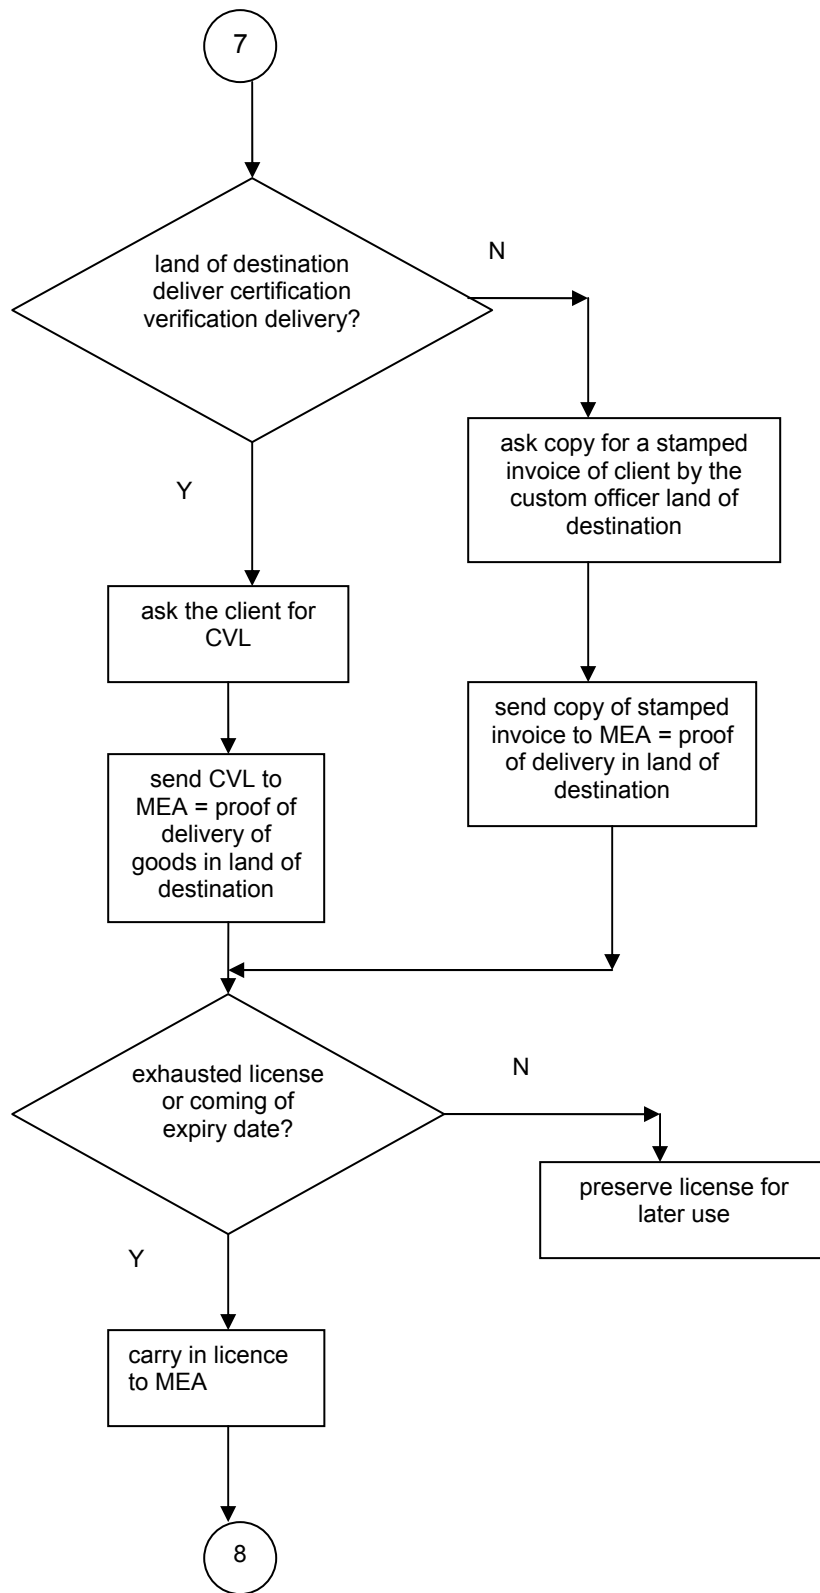 7
land of destination
deliver certification
verification delivery?
N
Y
ask copy for a stamped
invoice of client by the
custom officer land of
destination
ask the client for
CVL
send copy of stamped
invoice to MEA = proof
of delivery in land of
destination
send CVL to
MEA = proof of
delivery of
goods in land of
destination
exhausted license
or coming of
expiry date?
N
preserve license for
later use
Y
carry in licence
to MEA
8